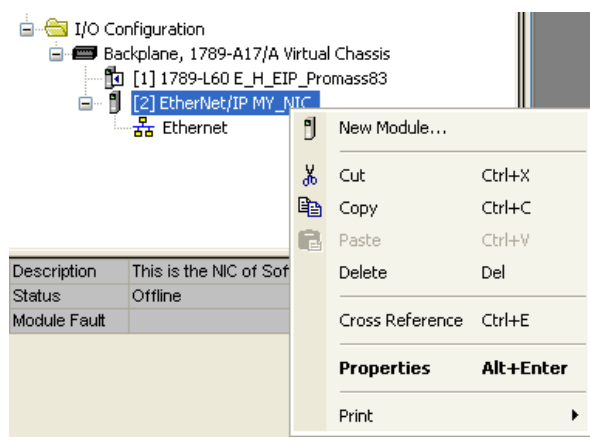 I/O Configuration
Backplane, 1789-A17/A Virtual Chassis
[1] 1789-L60 E_H_EIP_Promass83
[2] EtherNet/IP MY_NIC
Ethernet
New Module...
Cut Ctrl+X
Copy Ctrl+C
Paste Ctrl+V
Delete Del
Cross Reference Ctrl+E
Properties Alt+Enter
Print
Description This is the NIC of Sof
Status Offline
Module Fault